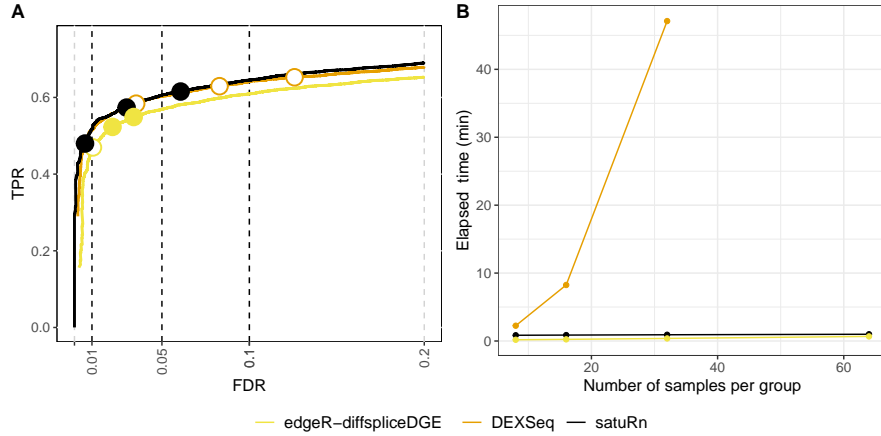 A
B
TPR
0.6
0.4
0.2
0.0
0.01
0.05
0.1
0.2
FDR
Elapsed time (min)
40
30
20
10
0
20
40
60
Number of samples per group
edgeR−diffspliceDGE
DEXSeq
satuRn